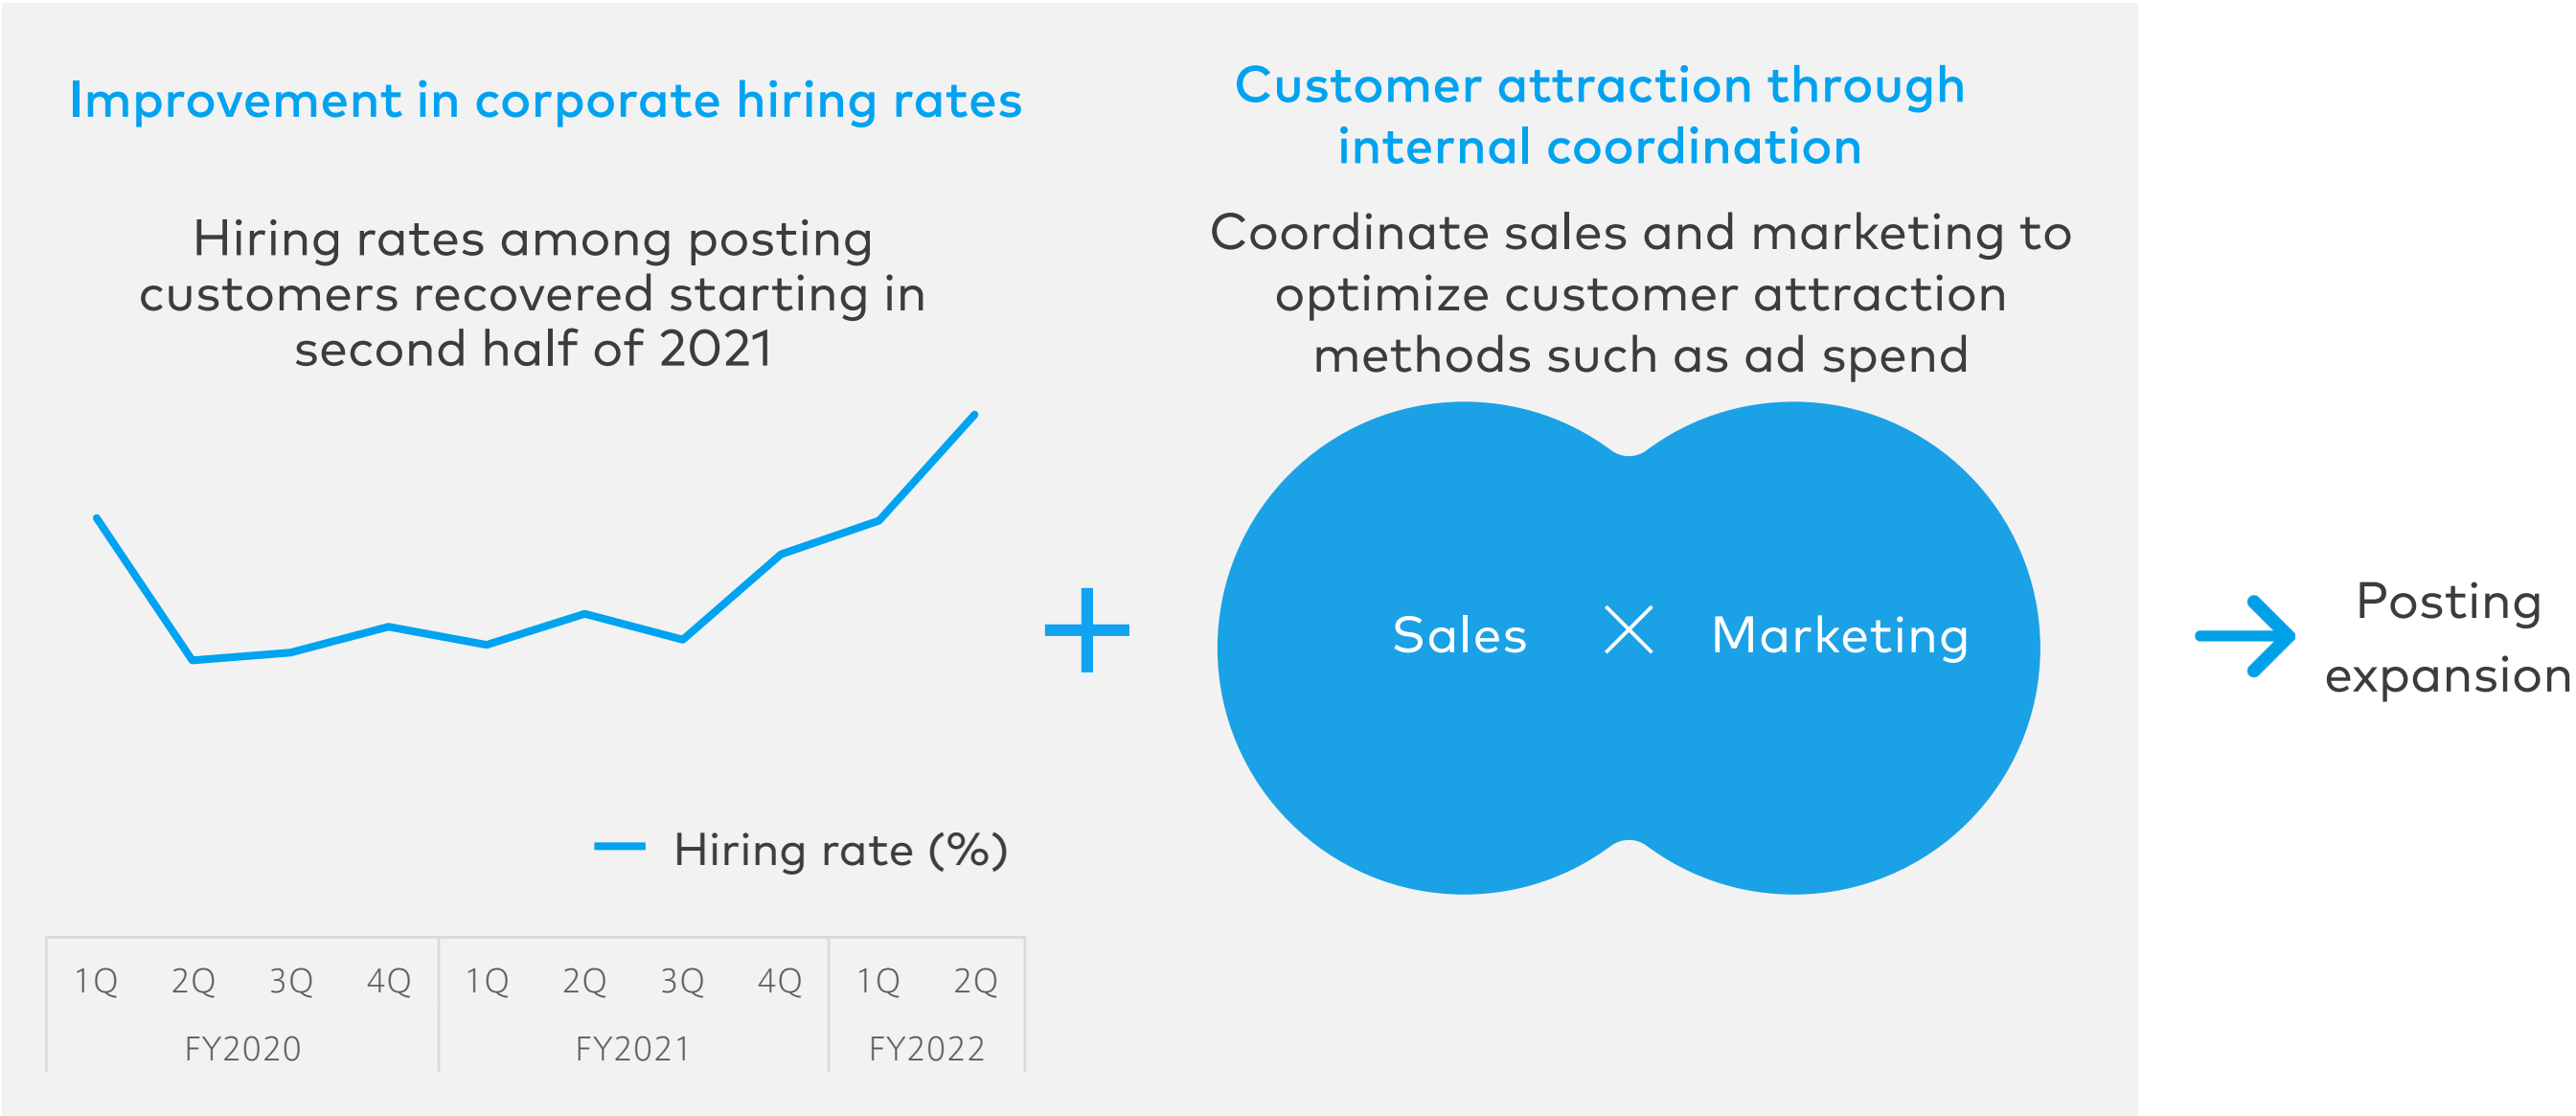 Improvement in corporate hiring rates
Hiring rates among posting
customers recovered starting in
second half of 2021
Hiring rate (%)
1Q 2Q 3Q 4Q 1Q 2Q 3Q 4Q 1Q 2Q
FY2020 FY2021 FY2022
+
Customer attraction through
internal coordination
Coordinate sales and marketing to
optimize customer attraction
methods such as ad spend
Sales × Marketing
→
Posting
expansion